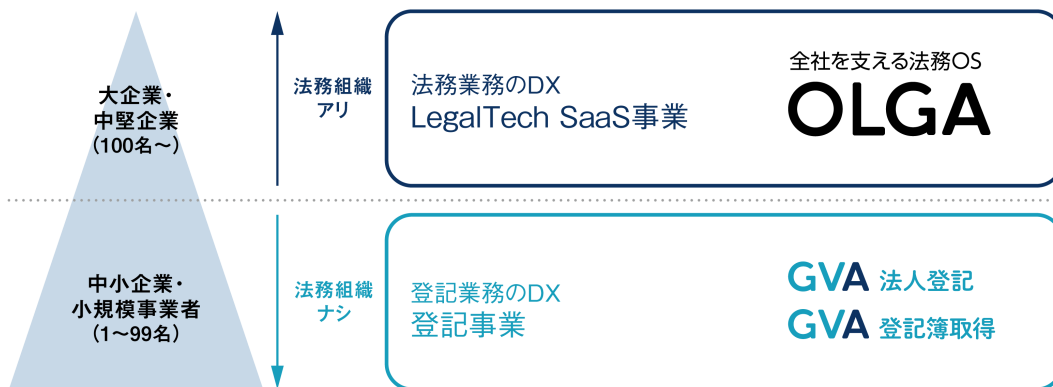 大企業・
中堅企業
(100名～)
法務組織
アリ
法務業務のDX
LegalTech SaaS事業
全社を支える法務OS
OLGA
中小企業・
小規模事業者
(1～99名)
法務組織
ナシ
登記業務のDX
登記事業
GVA 法人登記
GVA 登記簿取得